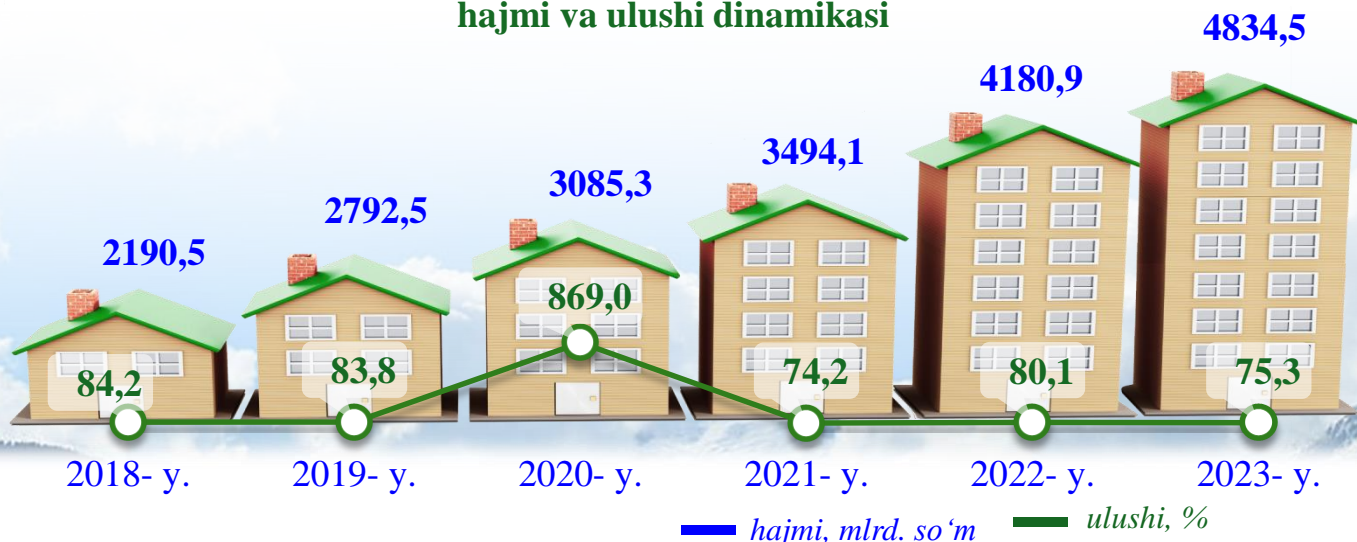 hajmi va ulushi dinamikasi
4834,5
4180,9
3494,1
3085,3
2792,5
2190,5
869,0
84,2
83,8
74,2
80,1
75,3
2018- y.
2019- y.
2020- y.
2021- y.
2022- y.
2023- y.
hajmi, mlrd. so‘m
ulushi, %